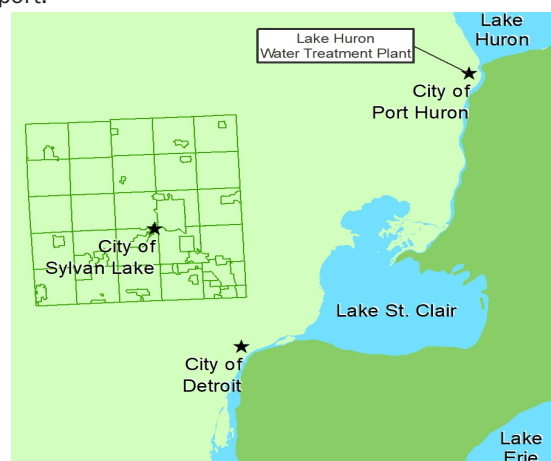 port.
Lake
Huron
Lake Huron
Water Treatment Plant
City of
Port Huron
City of
Sylvan Lake
Lake St. Clair
City of
Detroit
Lake
Erie